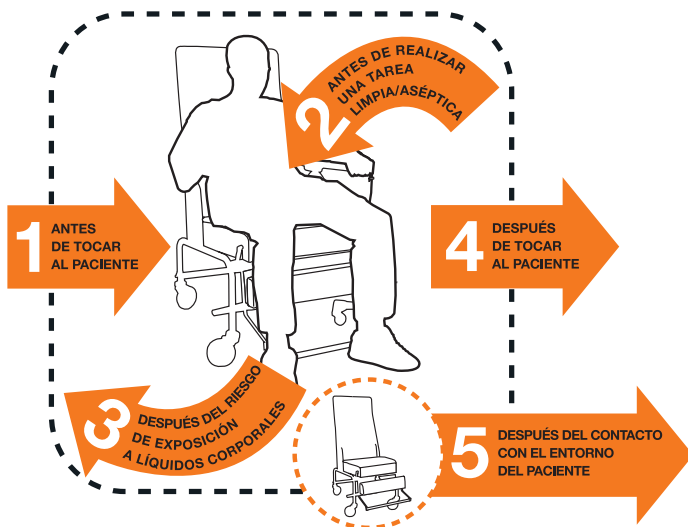 1
ANTES
DE TOCAR
AL PACIENTE
2
ANTES DE REALIZAR
UNA TAREA
LIMPIA/ASÉPTICA
3
DESPUÉS DEL RIESGO
DE EXPOSICIÓN
A LÍQUIDOS CORPORALES
4
DESPUÉS
DE TOCAR
AL PACIENTE
5
DESPUÉS DEL CONTACTO
CON EL ENTORNO
DEL PACIENTE